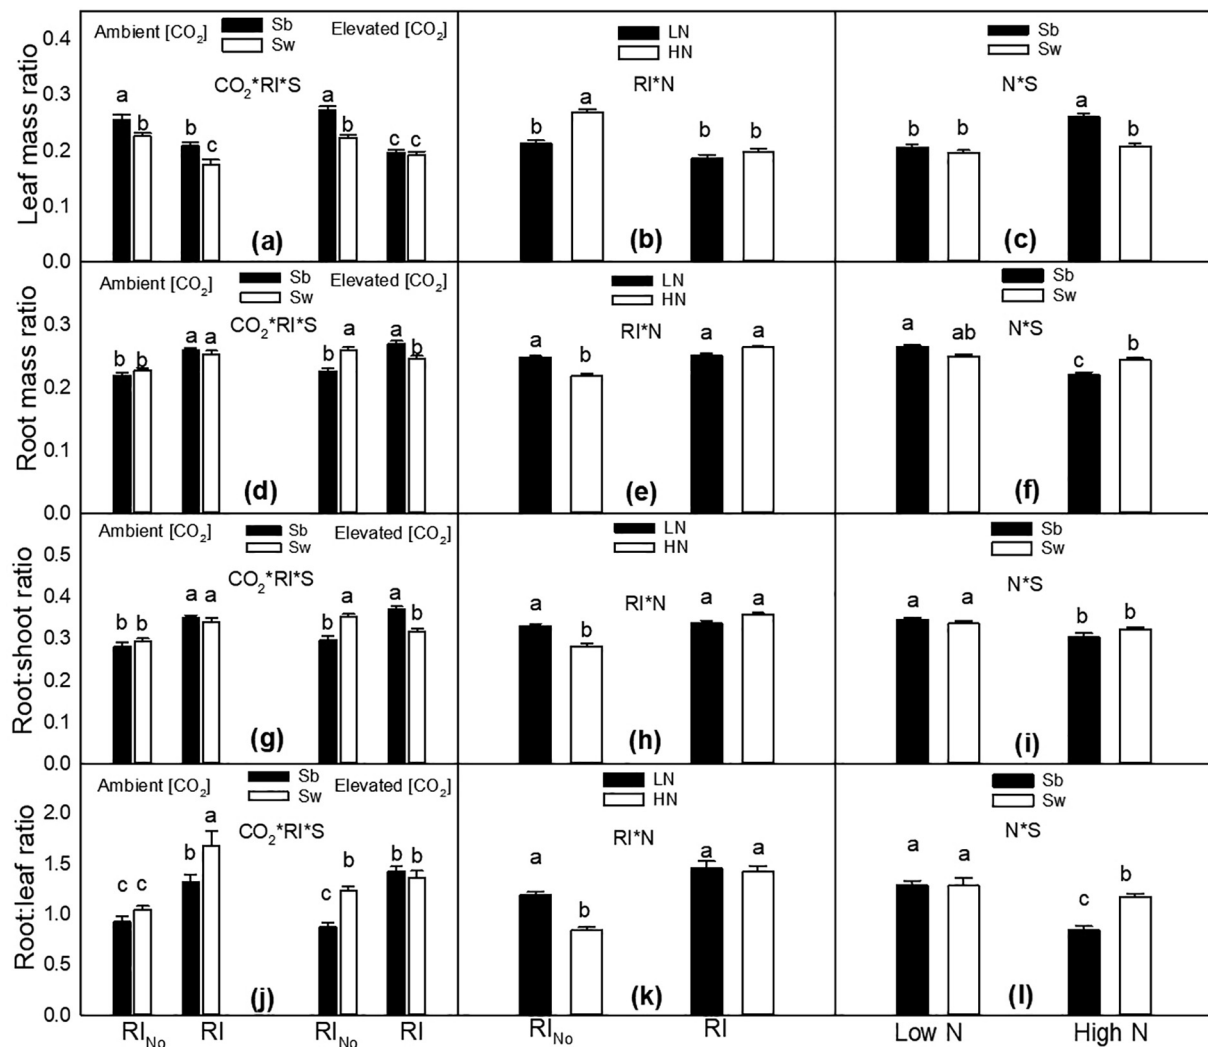 Leaf mass ratio
0.4
0.3
0.2
0.1
0.0
Ambient [CO₂]
Sb
Sw
Elevated [CO₂]
CO₂*RI*S
a
b
b
c
a
b
c c
(a)
LN
HN
RI*N
b
a
b
b
(b)
Sb
Sw
N*S
b
b
a
b
(c)
Root mass ratio
0.3
0.2
0.1
0.0
Ambient [CO₂]
Sb
Sw
Elevated [CO₂]
CO₂*RI*S
b b
a a
b
a
a
b
(d)
LN
HN
RI*N
a
b
a
a
(e)
Sb
Sw
N*S
a
ab
c
b
(f)
Root:shoot ratio
0.5
0.4
0.3
0.2
0.1
0.0
Ambient [CO₂]
Sb
Sw
Elevated [CO₂]
CO₂*RI*S
b b
a a
b
a
a
b
(g)
LN
HN
RI*N
a
b
a
a
(h)
Sb
Sw
N*S
a
a
b
b
(i)
Root:leaf ratio
2.0
1.5
1.0
0.5
0.0
Ambient [CO₂]
Sb
Sw
Elevated [CO₂]
CO₂*RI*S
c c
b
a
c
b
b b
(j)
LN
HN
RI*N
a
b
a
a
(k)
Sb
Sw
N*S
a
a
c
b
(l)
RI_No RI RI_No RI
RI_No RI
Low N High N